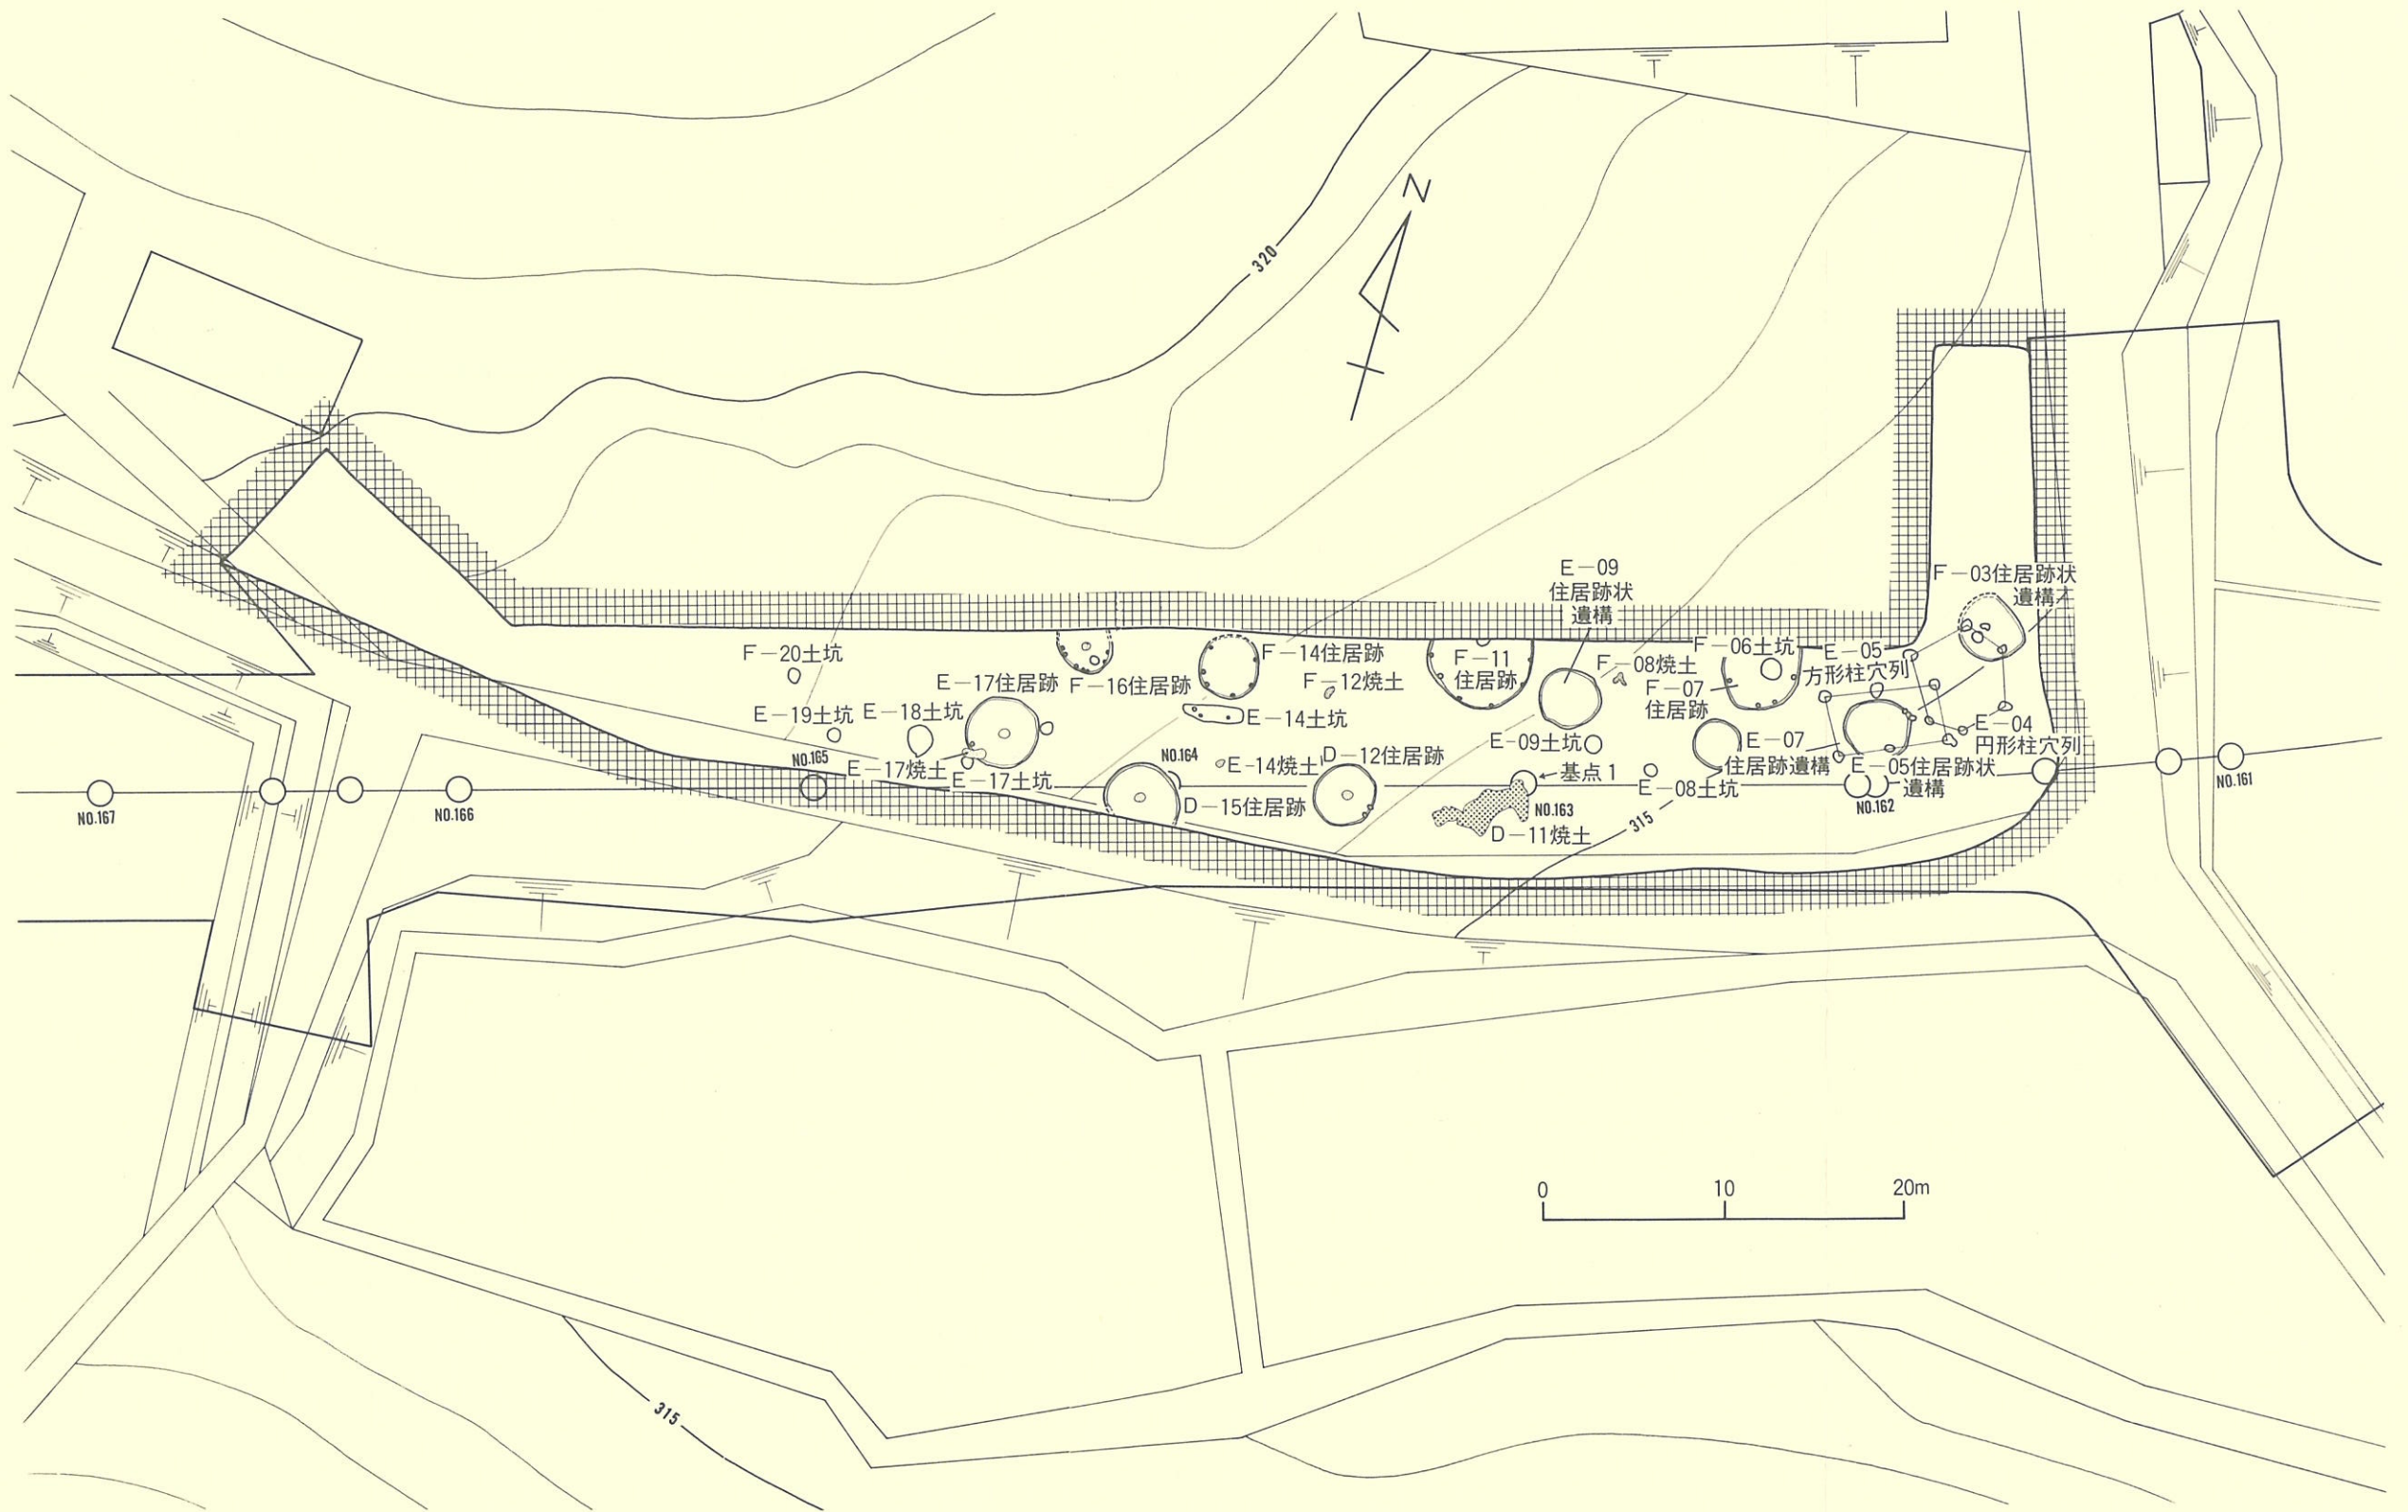 N
320
E－09
住居跡状
遺構
F－03住居跡状
遺構
F－20土坑
F－14住居跡
F－11
住居跡
F－08焼土
F－06土坑
E－05
方形柱穴列
E－17住居跡
F－16住居跡
F－12焼土
F－07
住居跡
E－19土坑
E－18土坑
E－14土坑
E－09土坑
E－07
住居跡遺構
E－04
円形柱穴列
NO.165
E－17焼土
E－17土坑
NO.164
E－14焼土
D－12住居跡
基点1
E－08土坑
E－05住居跡状
遺構
NO.161
NO.167
NO.166
D－15住居跡
NO.163
D－11焼土
315
NO.162
0
10
20m
315